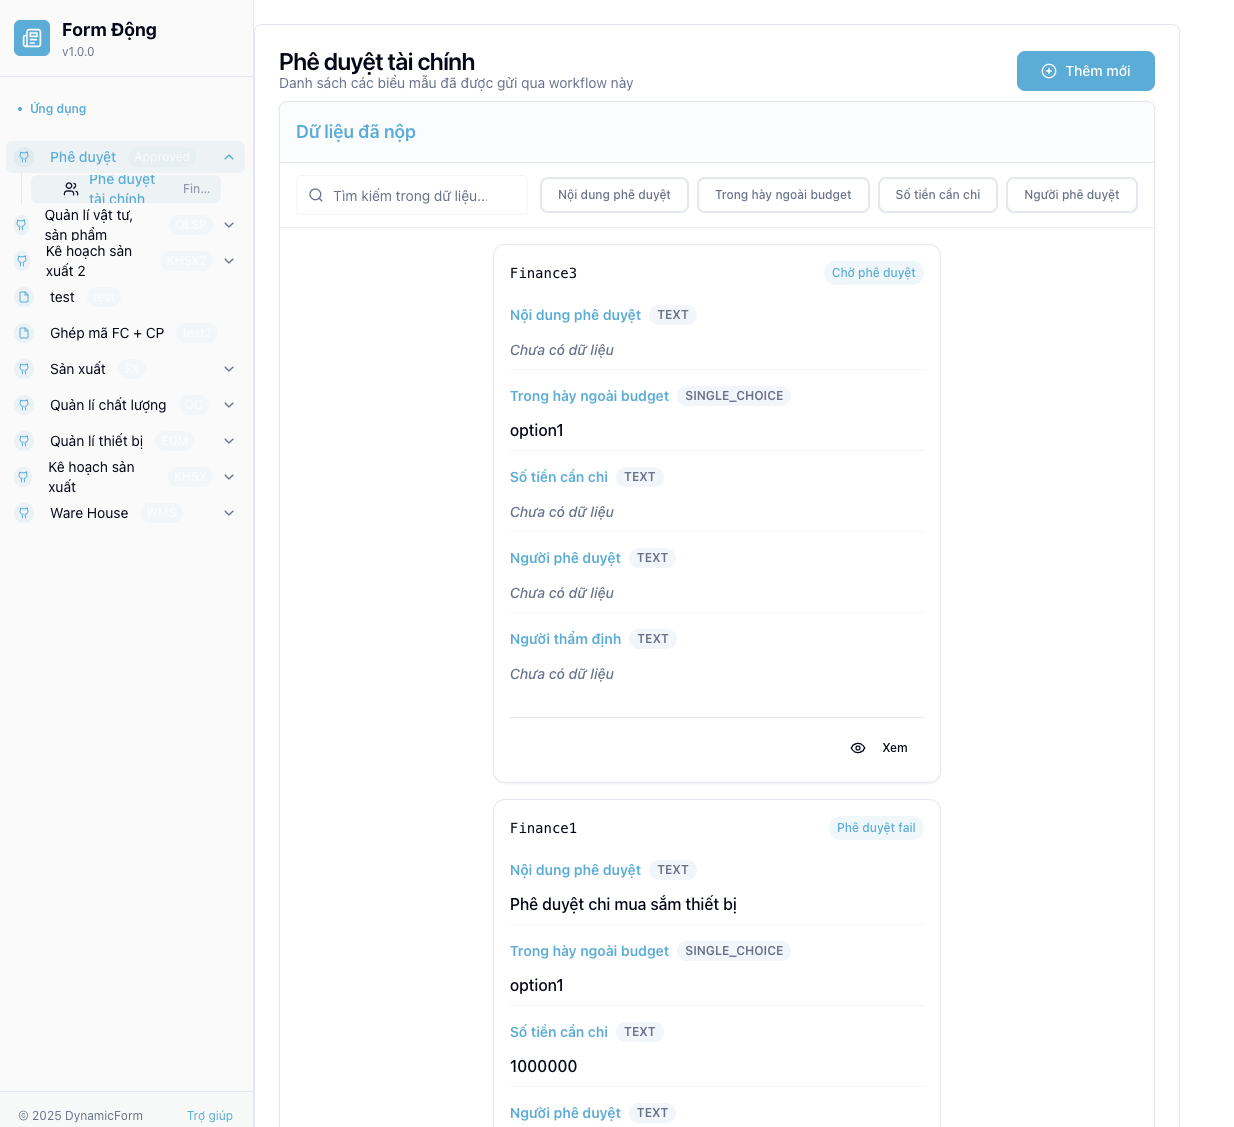 Form Động
v1.0.0
Ứng dụng
Phê duyệt Approved
Phê duyệt
tài chính
Fin...
Quản lí vật tư,
sản phẩm
QLSP
Kê hoạch sản
xuất 2
KHSX2
test test
Ghép mã FC + CP test2
Sản xuất SX
Quản lí chất lượng
Quản lí thiết bị EQM
Kê hoạch sản
xuất
KHSX
Ware House WMS
© 2025 DynamicForm Trợ giúp
Phê duyệt tài chính
Danh sách các biểu mẫu đã được gửi qua workflow này
Thêm mới
Dữ liệu đã nộp
Tìm kiếm trong dữ liệu...
Nội dung phê duyệt
Trong hày ngoài budget
Số tiền cần chi
Người phê duyệt
Finance3 Chờ phê duyệt
Nội dung phê duyệt TEXT
Chưa có dữ liệu
Trong hày ngoài budget SINGLE_CHOICE
option1
Số tiền cần chi TEXT
Chưa có dữ liệu
Người phê duyệt TEXT
Chưa có dữ liệu
Người thẩm định TEXT
Chưa có dữ liệu
Xem
Finance1 Phê duyệt fail
Nội dung phê duyệt TEXT
Phê duyệt chi mua sắm thiết bị
Trong hày ngoài budget SINGLE_CHOICE
option1
Số tiền cần chi TEXT
1000000
Người phê duyệt TEXT